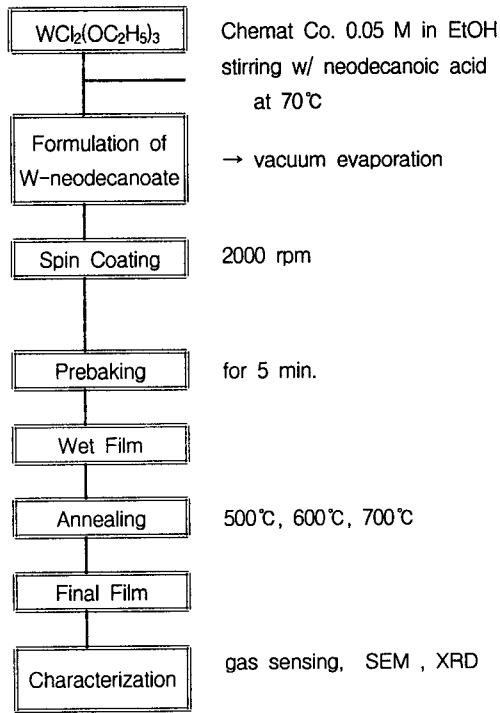 WCl₂(OC₂H₅)₃
Chemat Co. 0.05 M in EtOH
stirring w/ neodecanoic acid
at 70℃
Formulation of
W-neodecanoate
→ vacuum evaporation
Spin Coating
2000 rpm
Prebaking
for 5 min.
Wet Film
Annealing
500℃, 600℃, 700℃
Final Film
Characterization
gas sensing, SEM , XRD